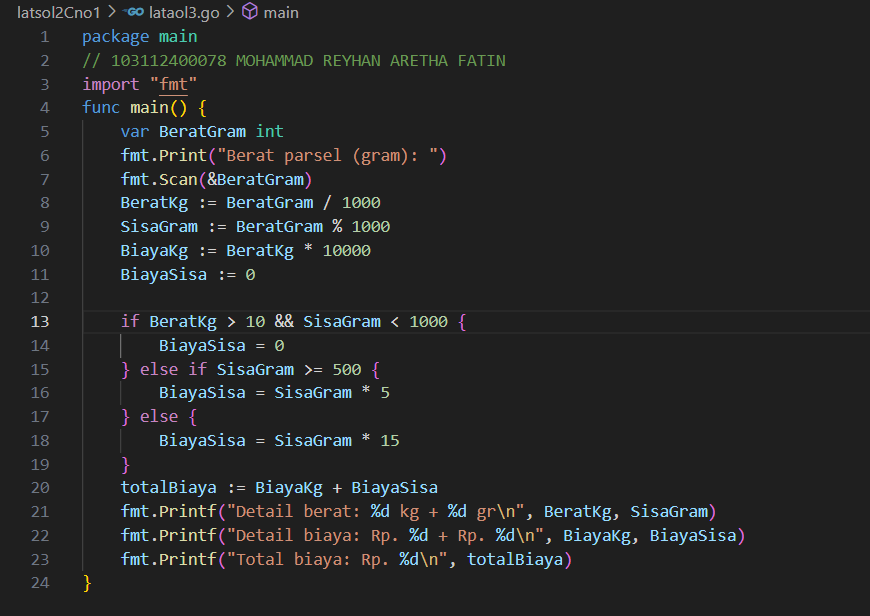 latsol2Cno1 > GO lataol3.go > main
1 package main
2 // 103112400078 MOHAMMAD REYHAN ARETHA FATIN
3 import "fmt"
4 func main() {
5     var BeratGram int
6     fmt.Print("Berat parsel (gram): ")
7     fmt.Scan(&BeratGram)
8     BeratKg := BeratGram / 1000
9     SisaGram := BeratGram % 1000
10     BiayaKg := BeratKg * 10000
11     BiayaSisa := 0
12
13     if BeratKg > 10 && SisaGram < 1000 {
14         BiayaSisa = 0
15     } else if SisaGram >= 500 {
16         BiayaSisa = SisaGram * 5
17     } else {
18         BiayaSisa = SisaGram * 15
19     }
20     totalBiaya := BiayaKg + BiayaSisa
21     fmt.Printf("Detail berat: %d kg + %d gr\n", BeratKg, SisaGram)
22     fmt.Printf("Detail biaya: Rp. %d + Rp. %d\n", BiayaKg, BiayaSisa)
23     fmt.Printf("Total biaya: Rp. %d\n", totalBiaya)
24 }